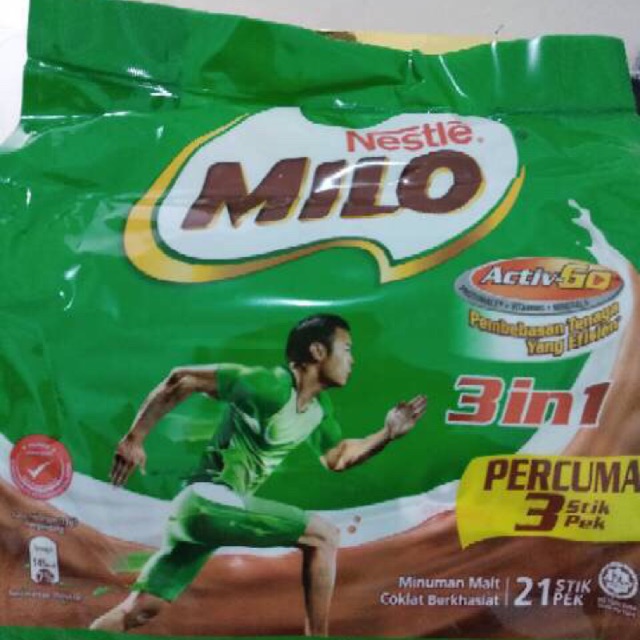 Nestlé®
MILO
Activ-GO
Pembebasan Tenaga
Yang Efisien
3in1
PERCUMA
3 Stik
Pek
Minuman Malt
Coklat Berkhasiat
21 STIK
PEK